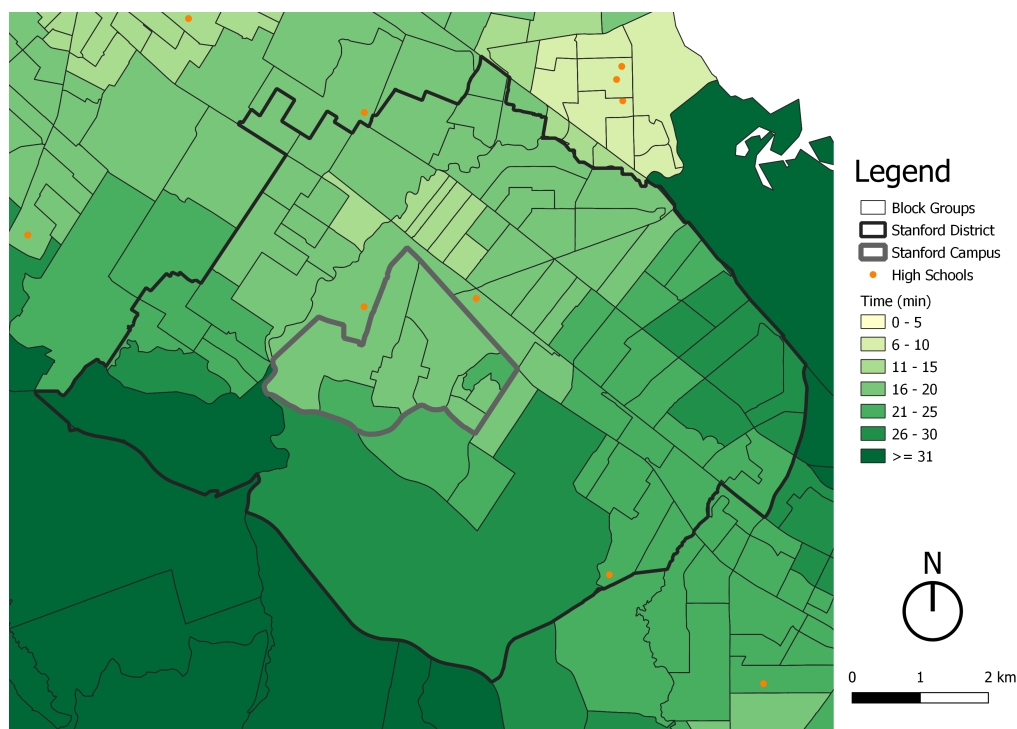 Legend
Block Groups
Stanford District
Stanford Campus
High Schools
Time (min)
0 - 5
6 - 10
11 - 15
16 - 20
21 - 25
26 - 30
>= 31
N
0 1 2 km